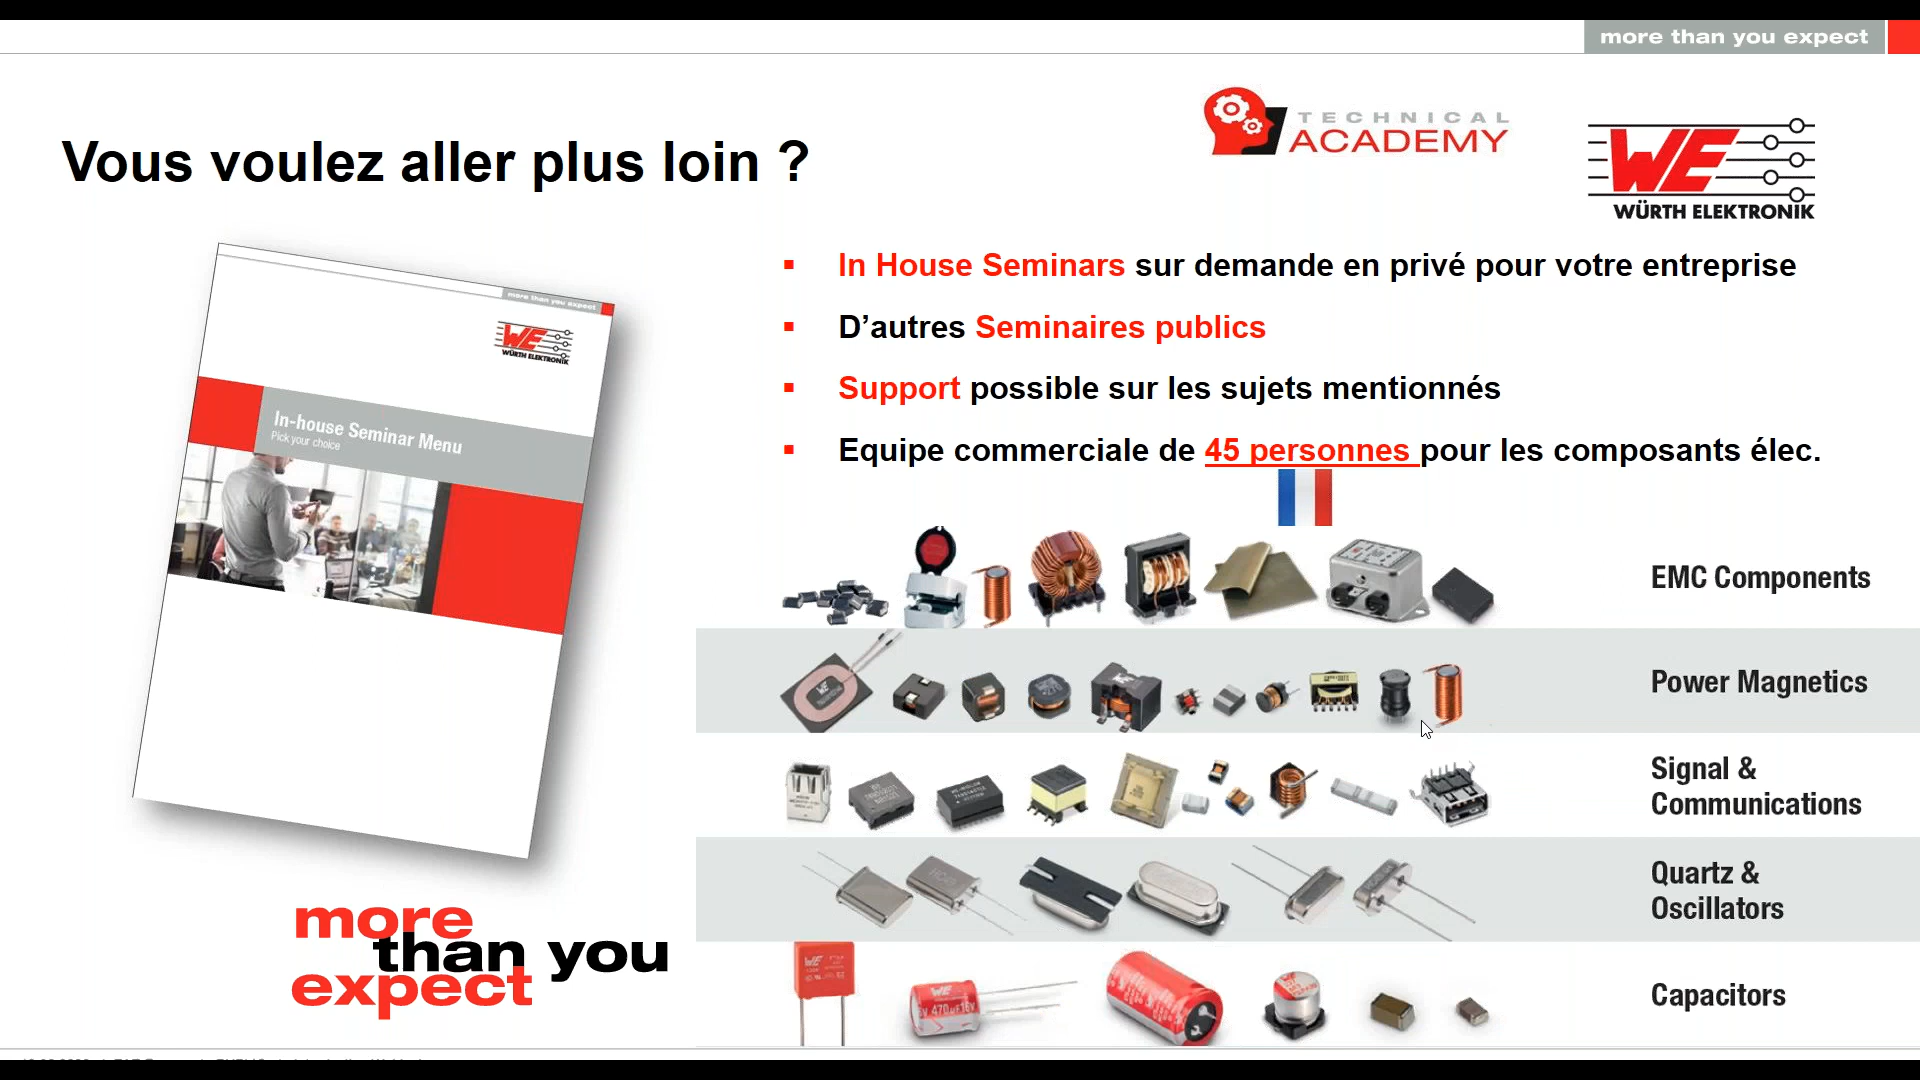 more than you expect
TECHNICAL
ACADEMY
WE
WÜRTH ELEKTRONIK
Vous voulez aller plus loin ?
In House Seminars sur demande en privé pour votre entreprise
D’autres Seminaires publics
Support possible sur les sujets mentionnés
Equipe commerciale de 45 personnes pour les composants élec.
more than you expect
WE
WÜRTH ELEKTRONIK
In-house Seminar Menu
Pick your choice
EMC Components
Power Magnetics
Signal &
Communications
Quartz &
Oscillators
Capacitors
more
than you
expect